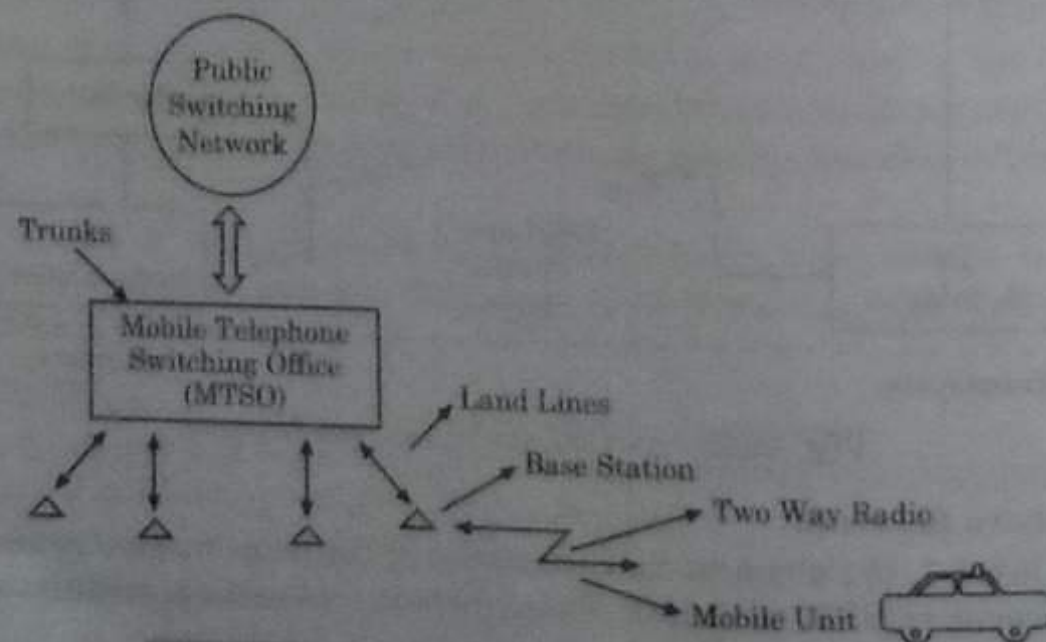 Public
Switching
Network
Trunks
Mobile Telephone
Switching Office
(MTSO)
Land Lines
Base Station
Two Way Radio
Mobile Unit